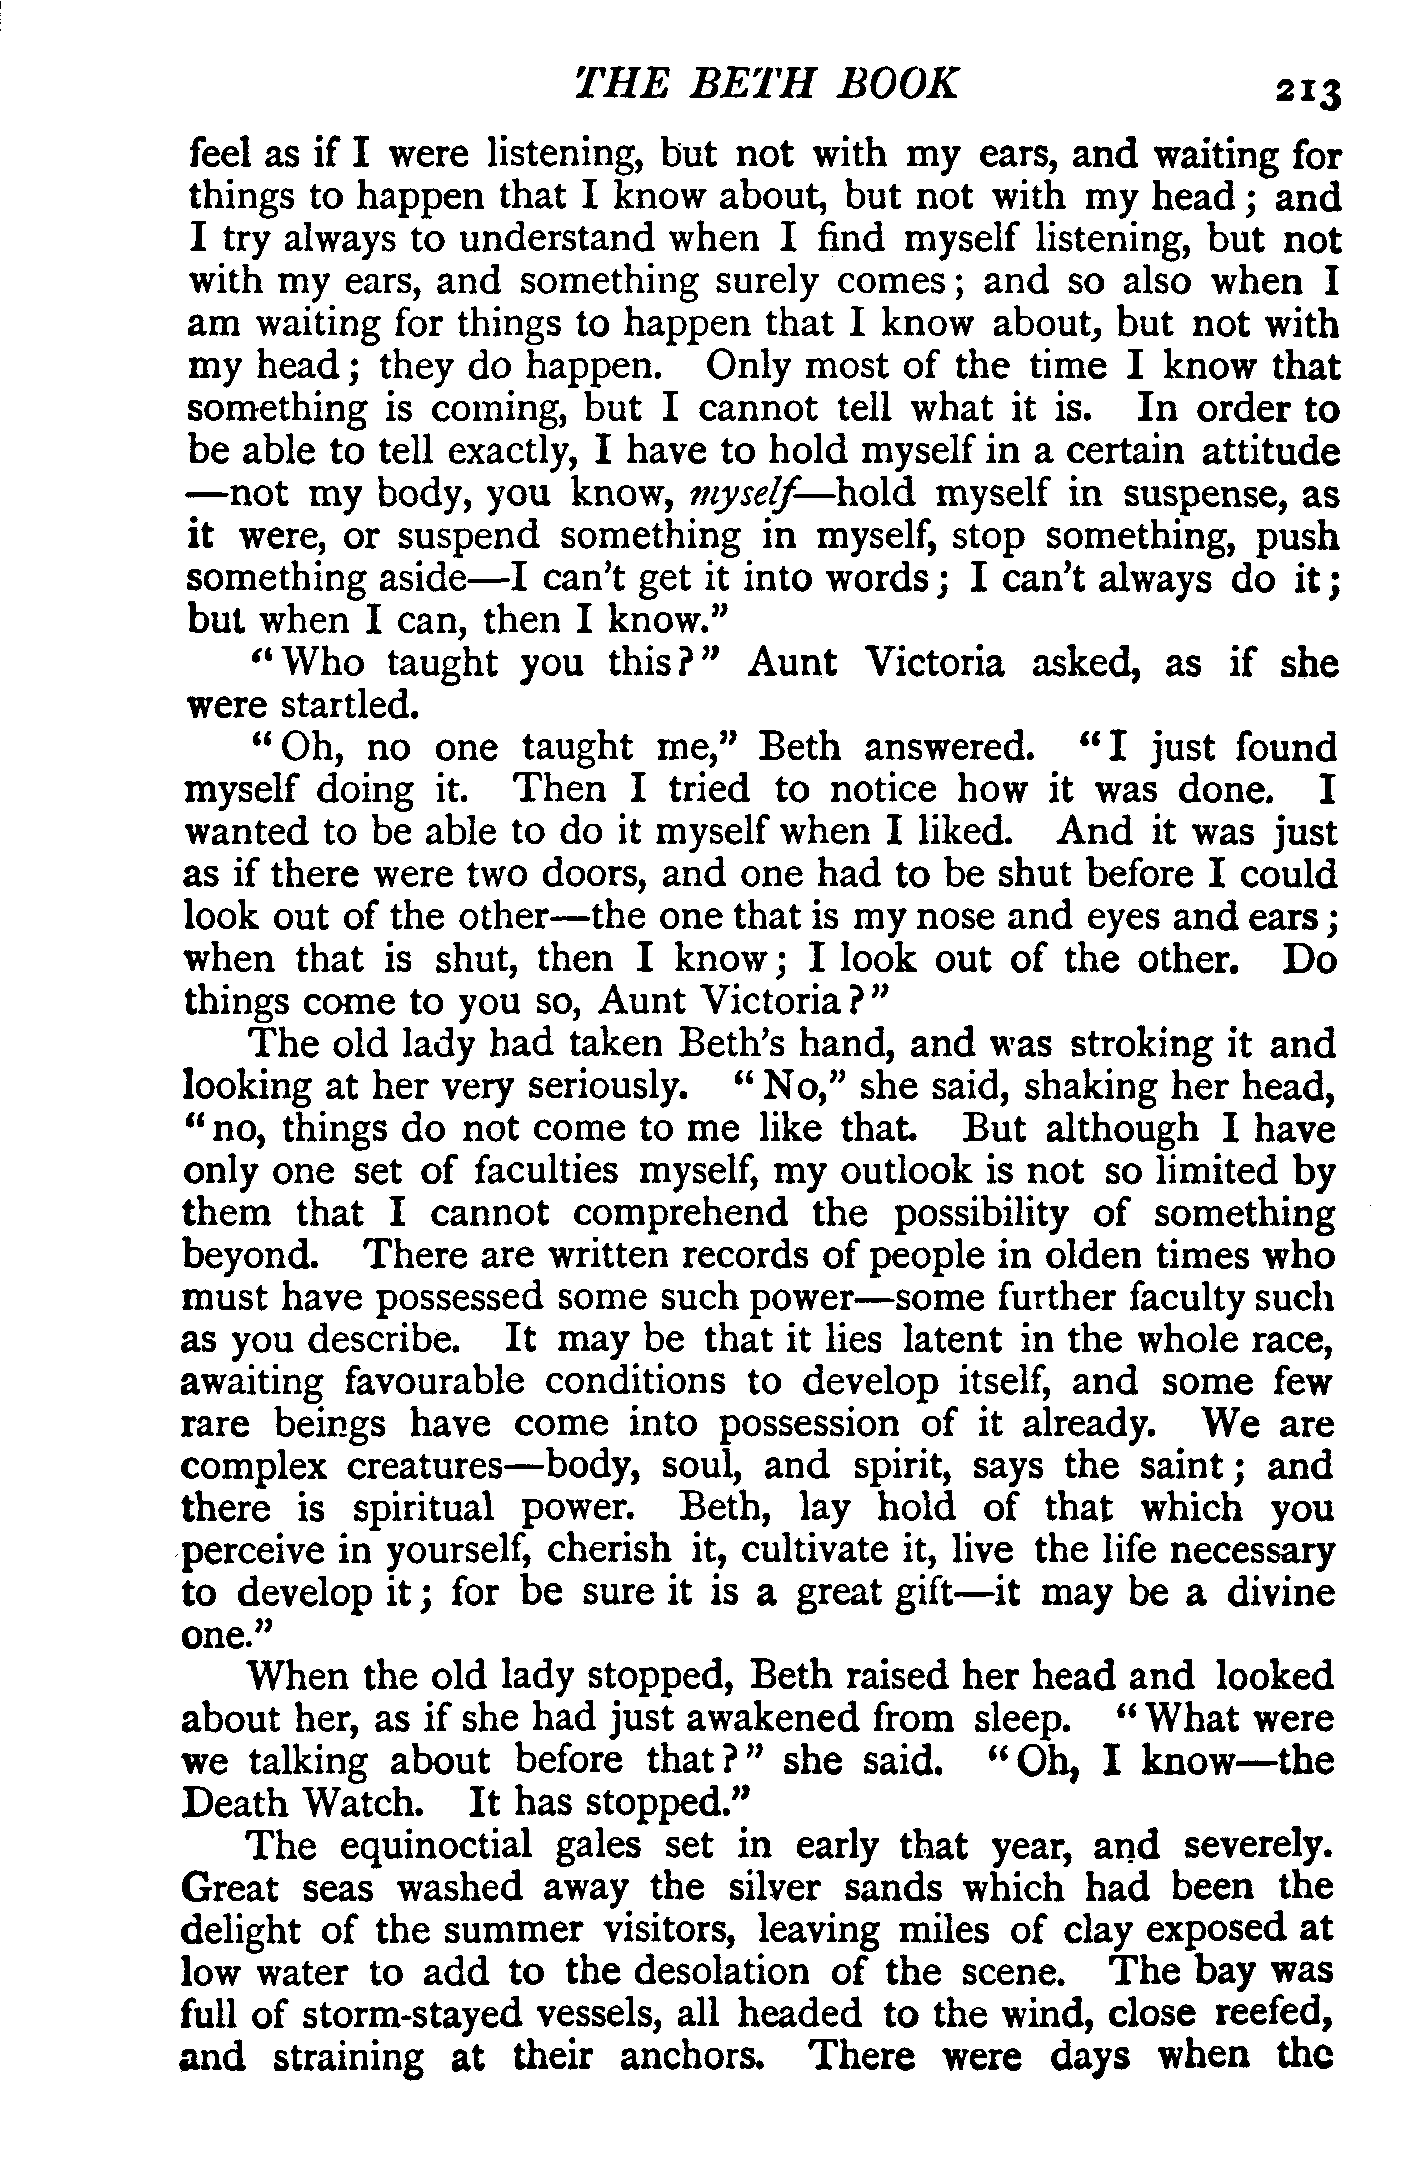 THE BETH BOOK 213
feel as if I were listening, but not with my ears, and waiting for
things to happen that I know about, but not with my head; and
I try always to understand when I find myself listening, but not
with my ears, and something surely comes; and so also when I
am waiting for things to happen that I know about, but not with
my head; they do happen. Only most of the time I know that
something is coming, but I cannot tell what it is. In order to
be able to tell exactly, I have to hold myself in a certain attitude
—not my body, you know, myself—hold myself in suspense, as
it were, or suspend something in myself, stop something, push
something aside—I can't get it into words; I can't always do it;
but when I can, then I know."
"Who taught you this?" Aunt Victoria asked, as if she
were startled.
"Oh, no one taught me," Beth answered. "I just found
myself doing it. Then I tried to notice how it was done. I
wanted to be able to do it myself when I liked. And it was just
as if there were two doors, and one had to be shut before I could
look out of the other—the one that is my nose and eyes and ears;
when that is shut, then I know; I look out of the other. Do
things come to you so, Aunt Victoria?"
The old lady had taken Beth's hand, and was stroking it and
looking at her very seriously. "No," she said, shaking her head,
"no, things do not come to me like that. But although I have
only one set of faculties myself, my outlook is not so limited by
them that I cannot comprehend the possibility of something
beyond. There are written records of people in olden times who
must have possessed some such power—some further faculty such
as you describe. It may be that it lies latent in the whole race,
awaiting favourable conditions to develop itself, and some few
rare beings have come into possession of it already. We are
complex creatures—body, soul, and spirit, says the saint; and
there is spiritual power. Beth, lay hold of that which you
perceive in yourself, cherish it, cultivate it, live the life necessary
to develop it; for be sure it is a great gift—it may be a divine
one."
When the old lady stopped, Beth raised her head and looked
about her, as if she had just awakened from sleep. "What were
we talking about before that?" she said. "Oh, I know—the
Death Watch. It has stopped."
The equinoctial gales set in early that year, and severely.
Great seas washed away the silver sands which had been the
delight of the summer visitors, leaving miles of clay exposed at
low water to add to the desolation of the scene. The bay was
full of storm-stayed vessels, all headed to the wind, close reefed,
and straining at their anchors. There were days when the